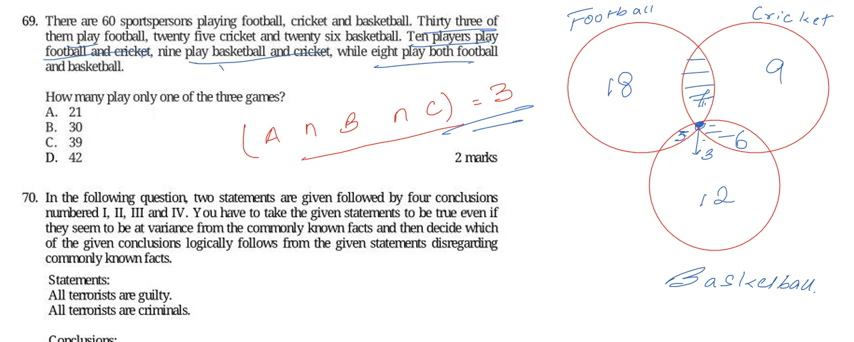 69. There are 60 sportspersons playing football, cricket and basketball. Thirty three of
them play football, twenty five cricket and twenty six basketball. Ten players play
football and cricket, nine play basketball and cricket, while eight play both football
and basketball.
How many play only one of the three games?
A. 21
B. 30
C. 39
D. 42
2 marks
(A ∩ B ∩ C) = 3
70. In the following question, two statements are given followed by four conclusions
numbered I, II, III and IV. You have to take the given statements to be true even if
they seem to be at variance from the commonly known facts and then decide which
of the given conclusions logically follows from the given statements disregarding
commonly known facts.
Statements:
All terrorists are guilty.
All terrorists are criminals.
Conclusions:
Football
Cricket
18
9
7
5
6
3
12
Basketball.